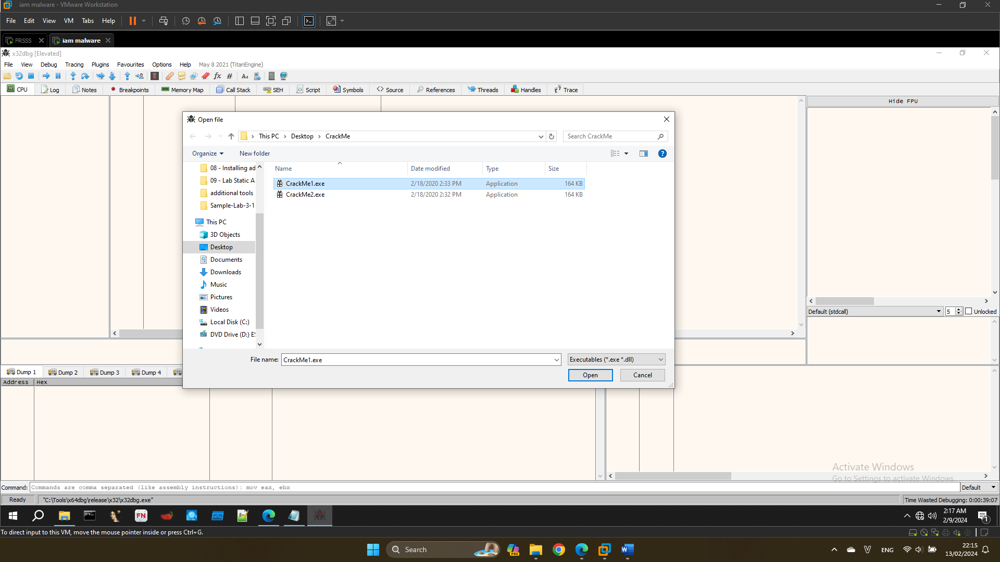 iam malware - VMware Workstation
File Edit View VM Tabs Help
FRSSS iam malware
x32dbg [Elevated]
File View Debug Tracing Plugins Favourites Options Help May 8 2021 (TitanEngine)
CPU Log Notes Breakpoints Memory Map Call Stack SEH Script Symbols Source References Threads Handles Trace
Hide FPU
Open file
This PC Desktop CrackMe
Search CrackMe
Organize New folder
08 - Installing ad
09 - Lab Static A
additional tools
Sample-Lab-3-1
This PC
3D Objects
Desktop
Documents
Downloads
Music
Pictures
Videos
Local Disk (C:)
DVD Drive (D:) ES
Name Date modified Type Size
CrackMe1.exe 2/18/2020 2:33 PM Application 164 KB
CrackMe2.exe 2/18/2020 2:32 PM Application 164 KB
File name: CrackMe1.exe Executables (*.exe *.dll)
Open Cancel
Default (stdcall) 5 Unlocked
Dump 1 Dump 2 Dump 3 Dump 4
Address Hex
Activate Windows
Go to Settings to activate Windows.
Command: Commands are comma separated (like assembly instructions): mov eax, ebx Default
Ready "C:\Tools\x64dbg\release\x32\x32dbg.exe" Time Wasted Debugging: 0:00:39:07
2:17 AM
2/9/2024
1
To direct input to this VM, move the mouse pointer inside or press Ctrl+G.
Search
PRE
ENG
22:15
13/02/2024